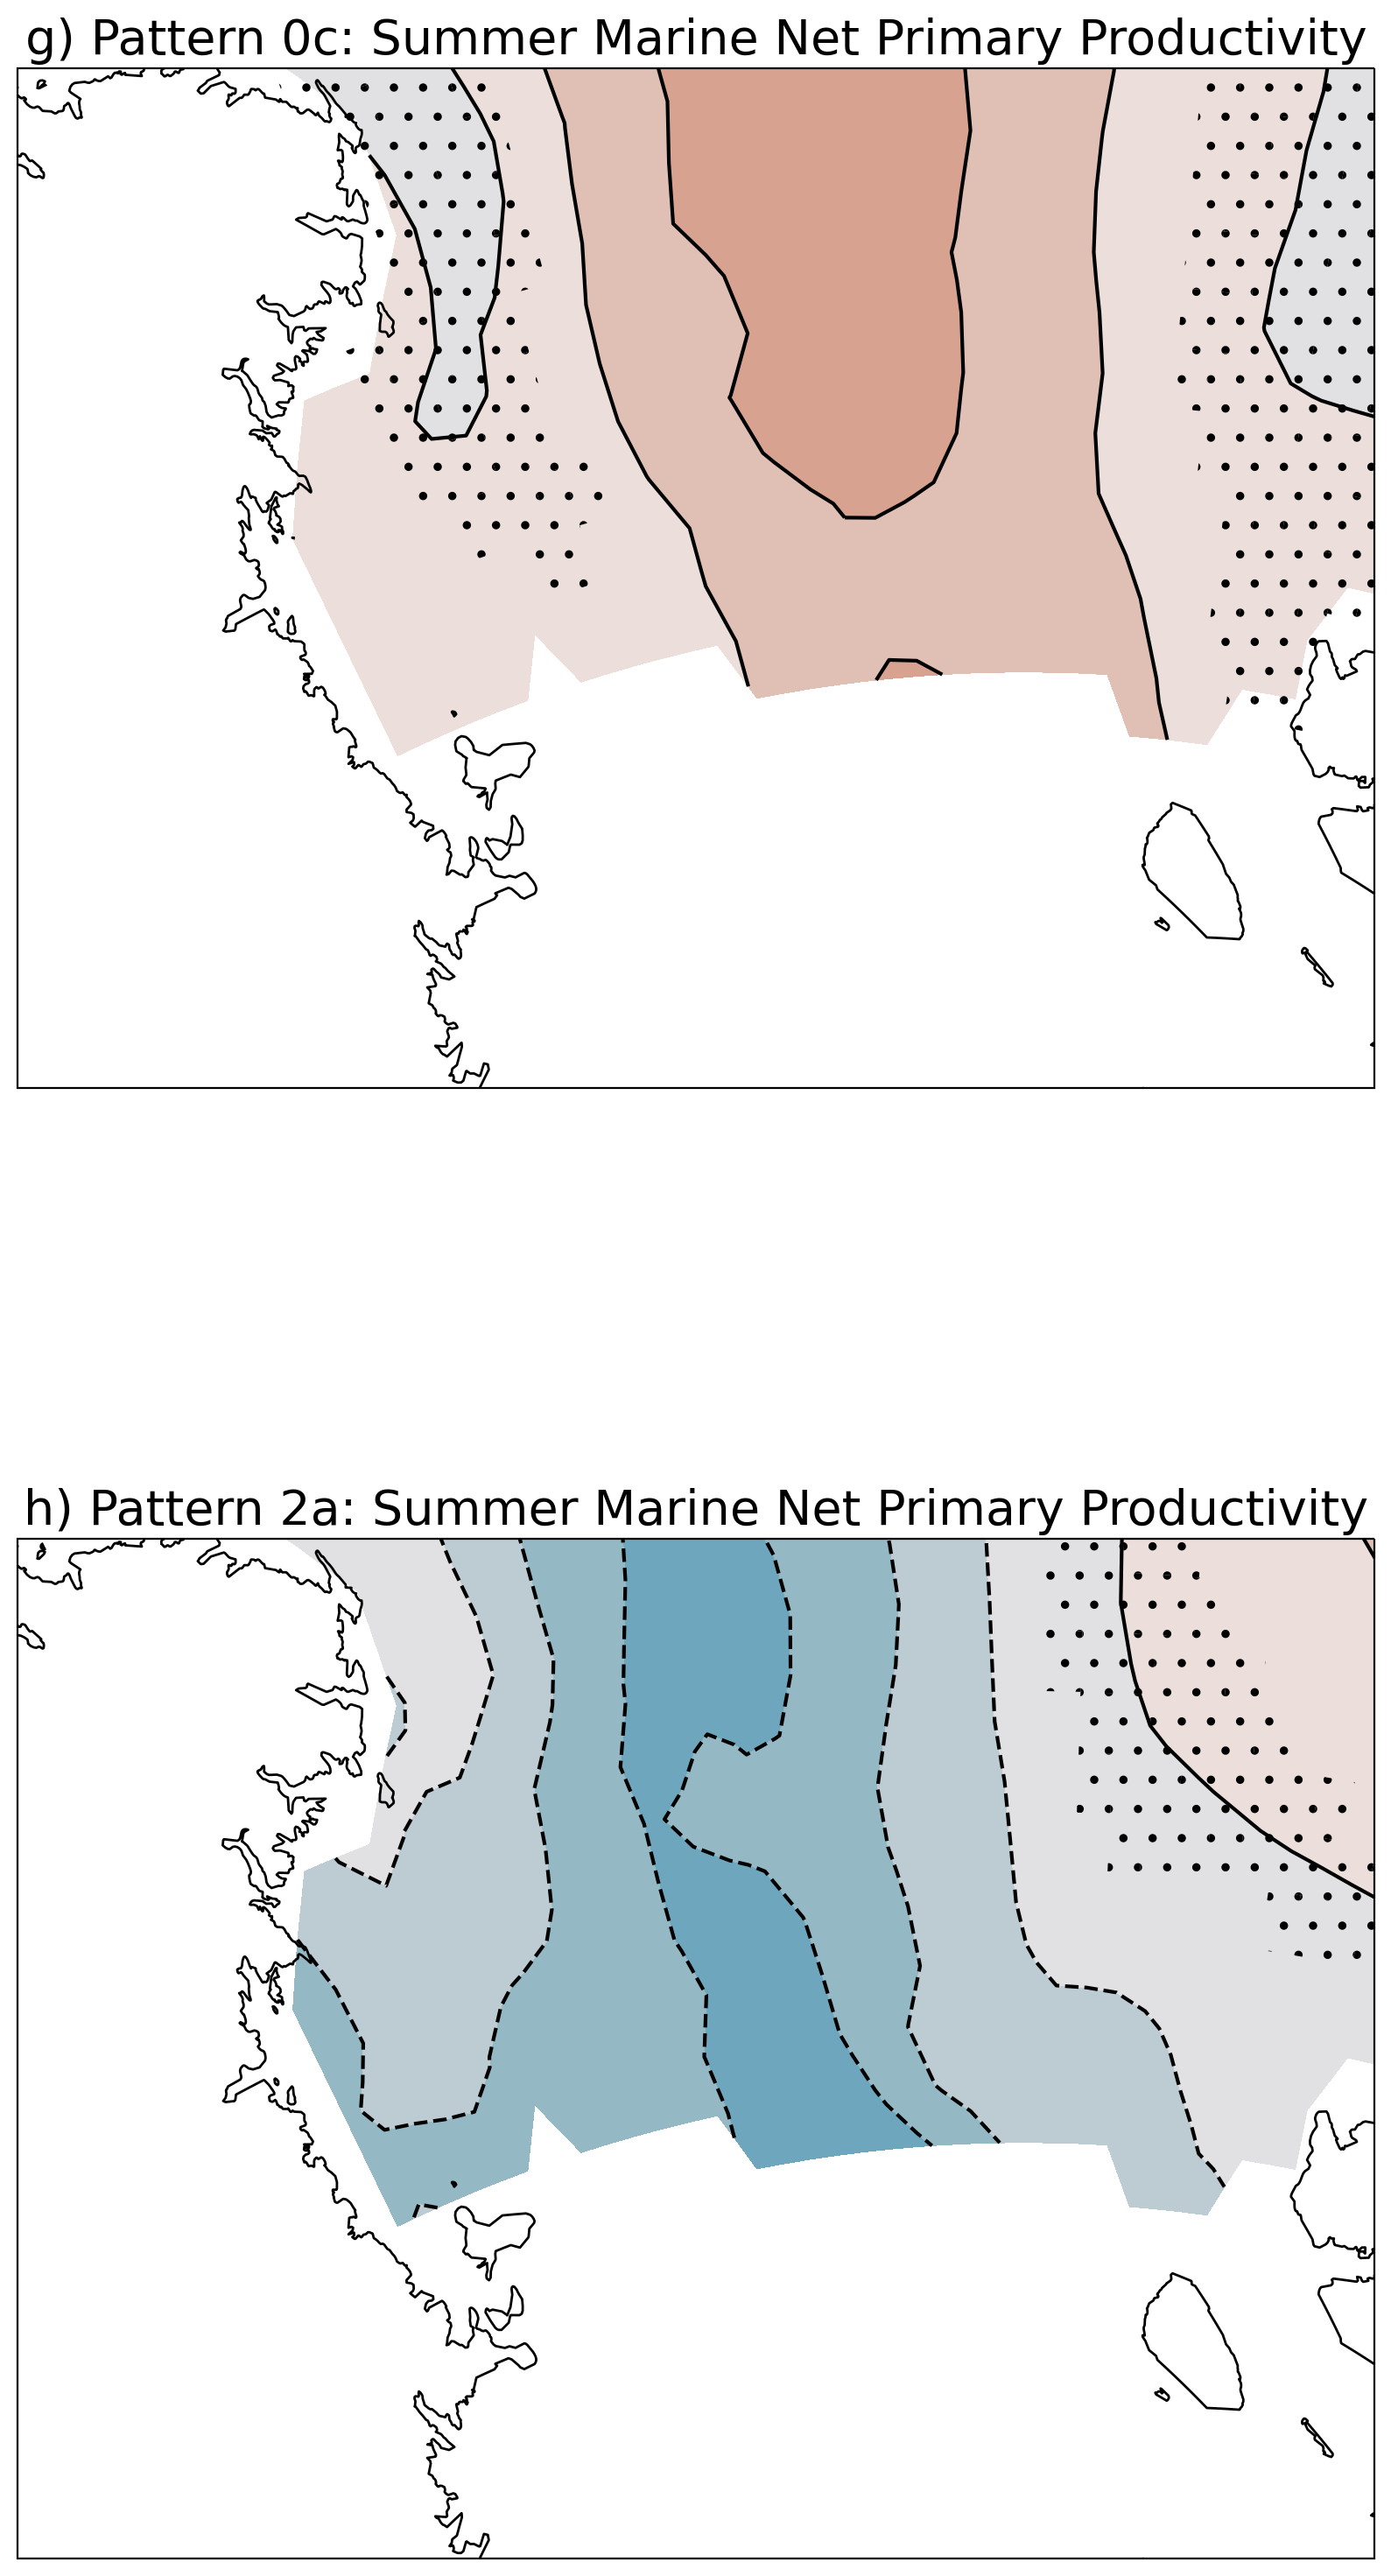 g) Pattern 0c: Summer Marine Net Primary Productivity
h) Pattern 2a: Summer Marine Net Primary Productivity